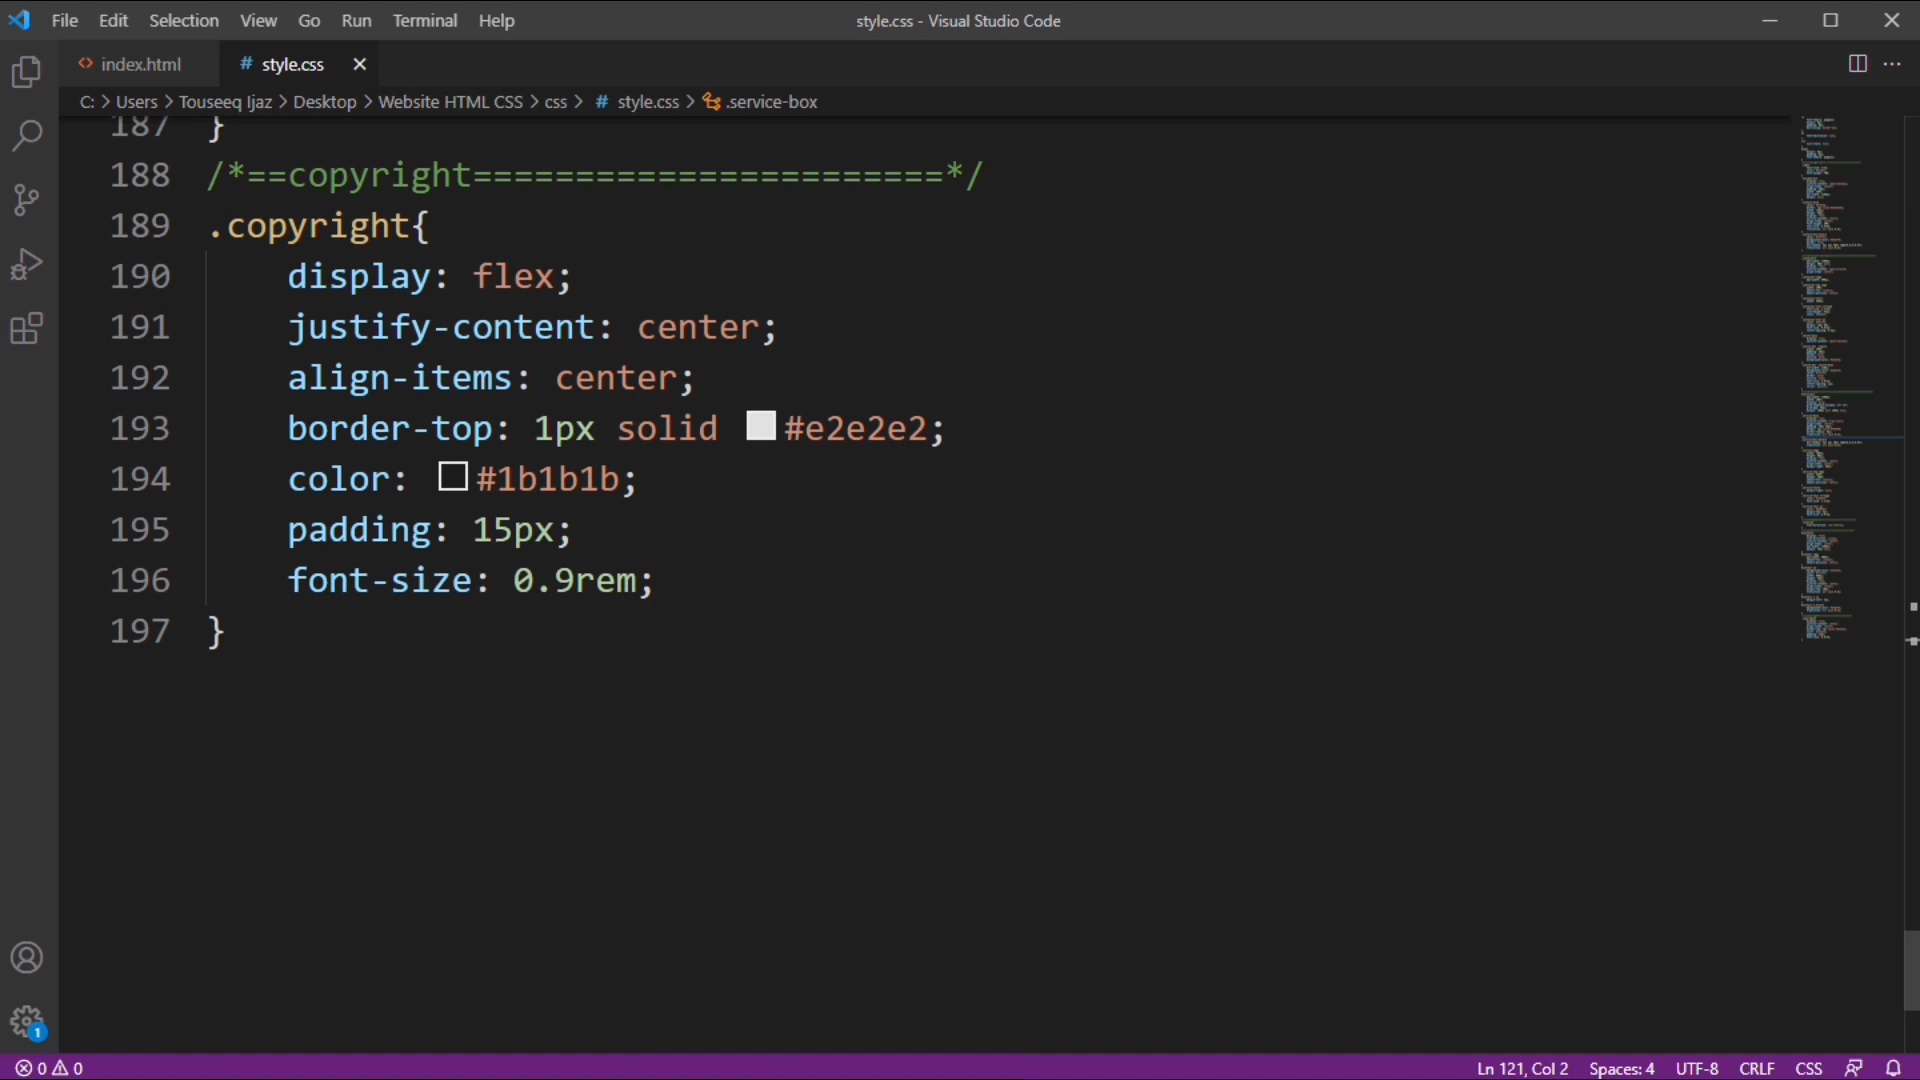 File Edit Selection View Go Run Terminal Help style.css - Visual Studio Code
index.html # style.css
C: > Users > Touseeq Ijaz > Desktop > Website HTML CSS > css > # style.css > .service-box
187 }
188 /*==copyright=======================*/
189 .copyright{
190 display: flex;
191 justify-content: center;
192 align-items: center;
193 border-top: 1px solid #e2e2e2;
194 color: #1b1b1b;
195 padding: 15px;
196 font-size: 0.9rem;
197 }
1
0 0 Ln 121, Col 2 Spaces: 4 UTF-8 CRLF CSS